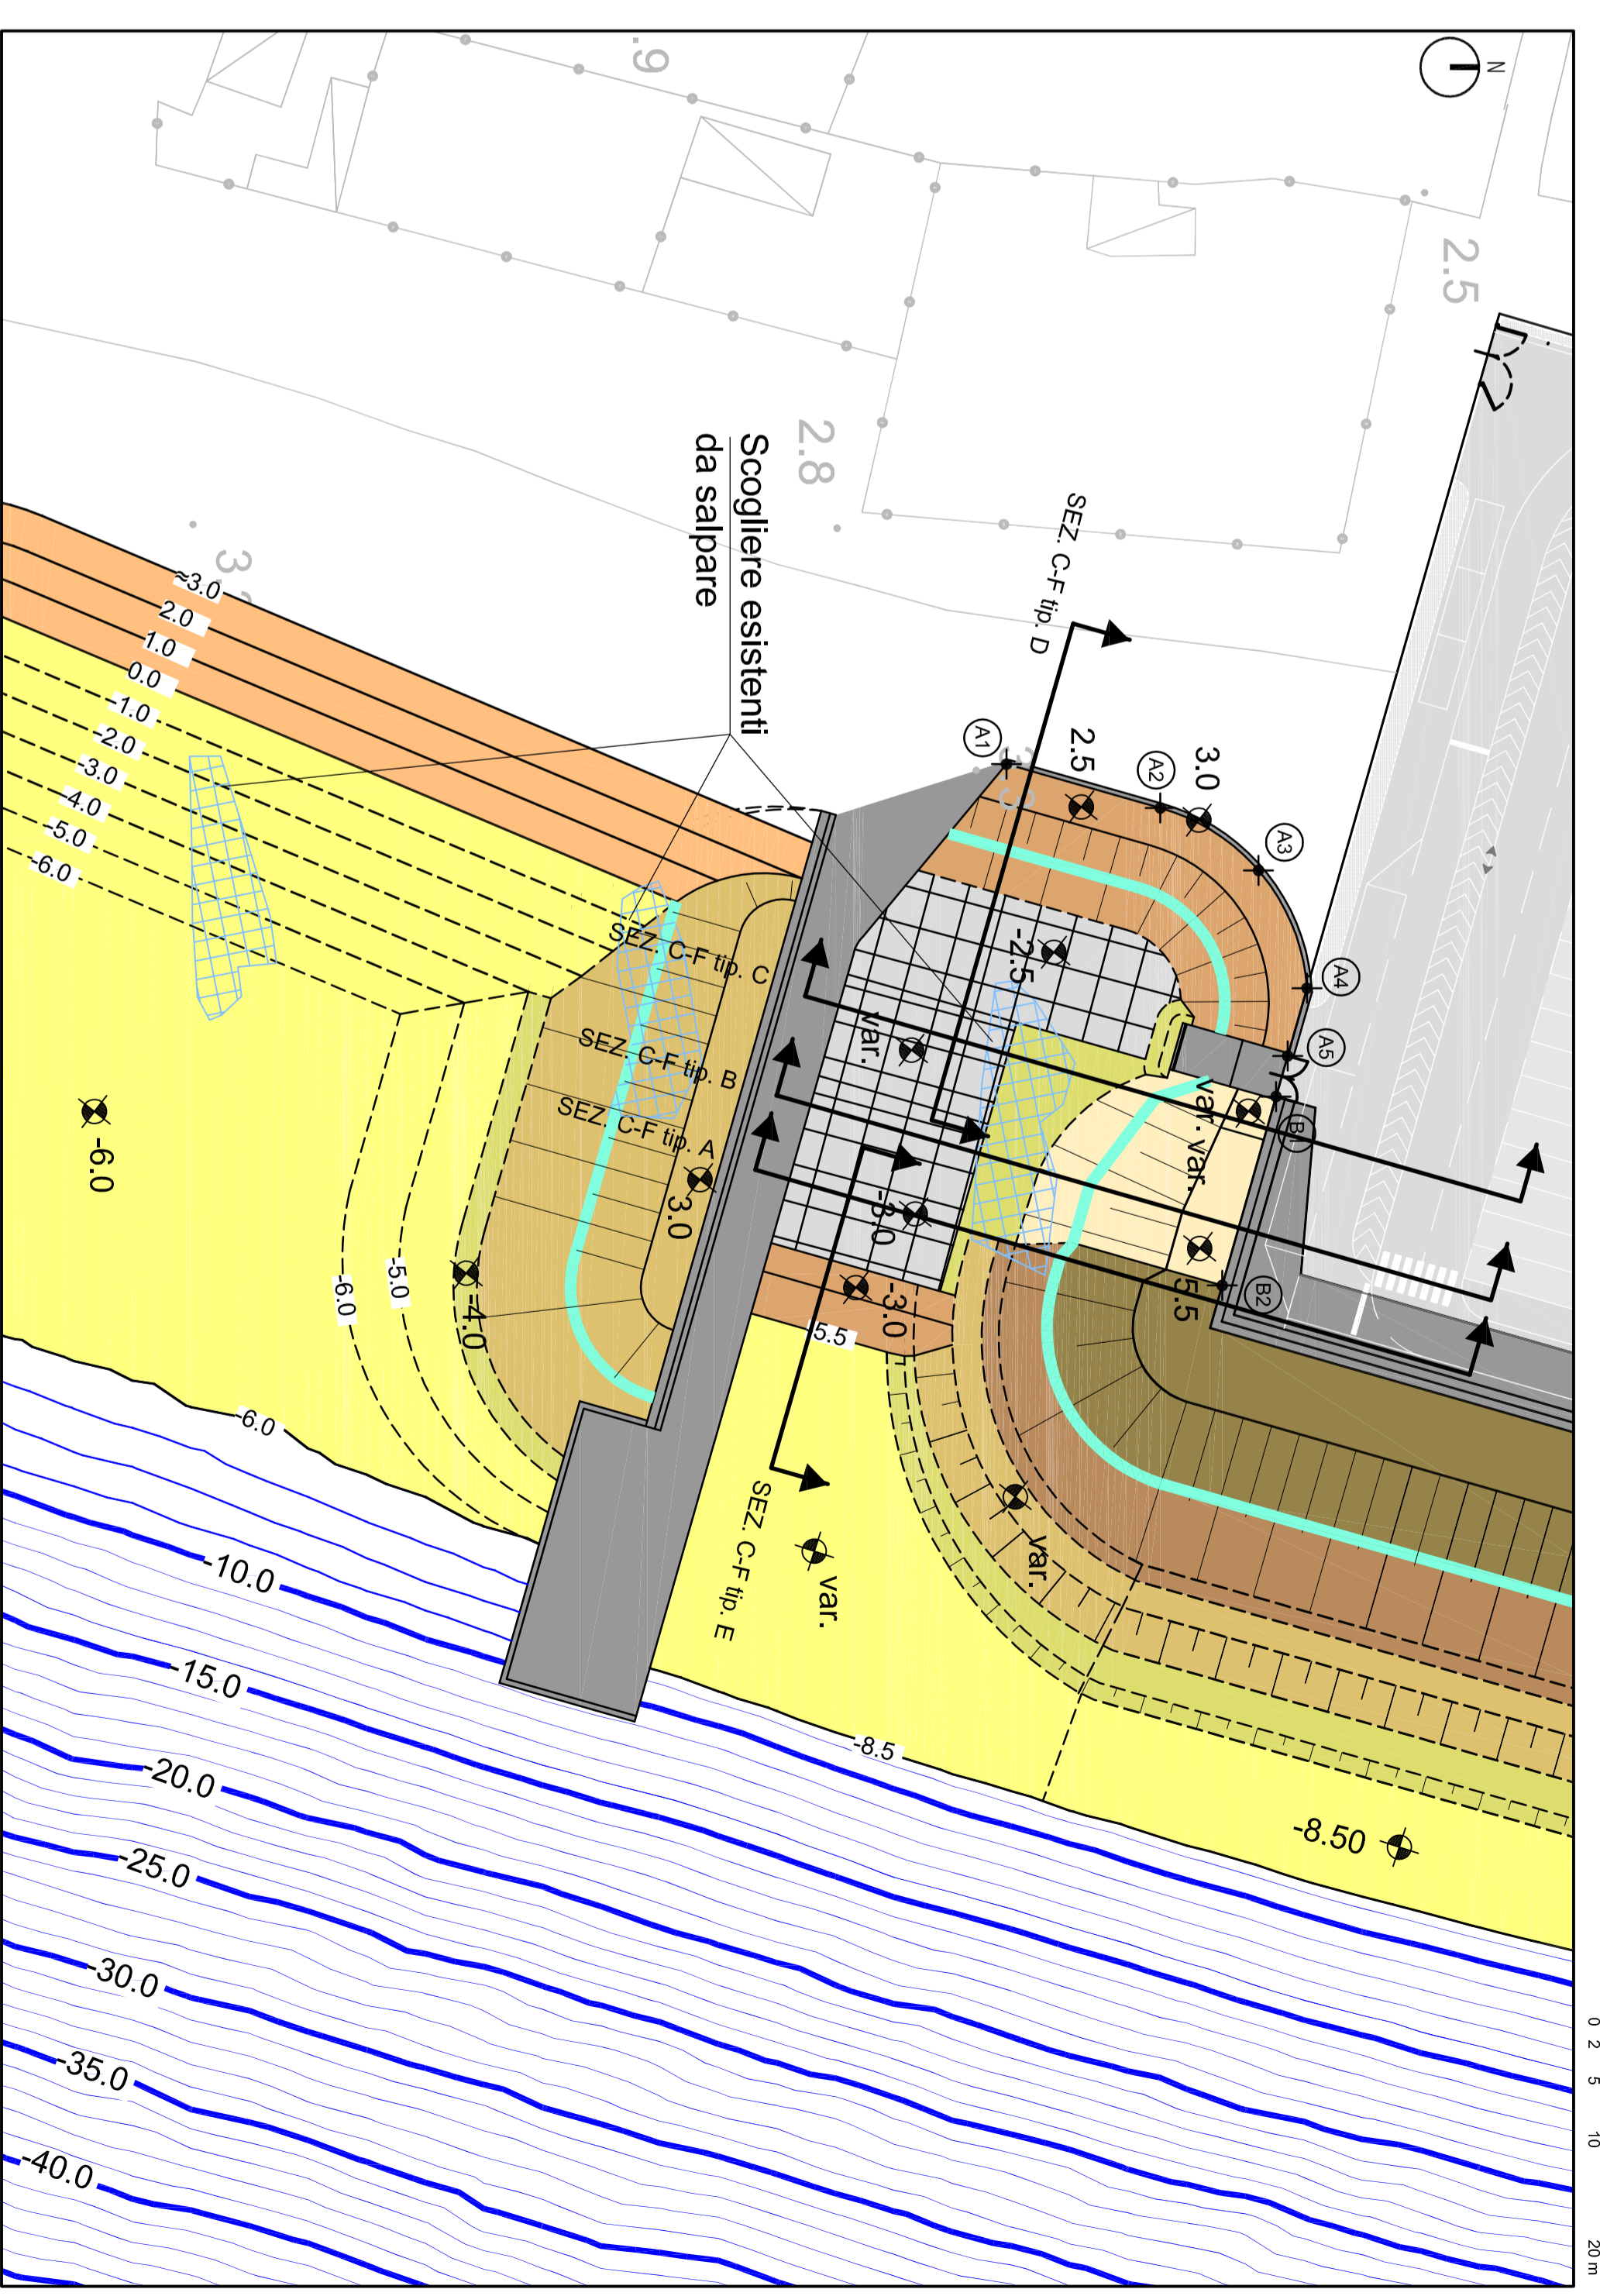 N
.9
2.5
2.8
3.
3.3
Scogliere esistenti
da salpare
SEZ. C-F tip. D
A1
2.5
A2
3.0
A3
A4
A5
B1
B2
≈3.0
2.0
1.0
0.0
-1.0
-2.0
-3.0
-4.0
-5.0
-6.0
SEZ. C-F tip. C
SEZ. C-F tip. B
SEZ. C-F tip. A
-2.5
var.
var.
var.
5.5
-3.0
3.0
-3.0
5.5
-4.0
-5.0
-6.0
-6.0
-6.0
SEZ. C-F tip. E
var.
var.
-8.5
-8.50
-10.0
-15.0
-20.0
-25.0
-30.0
-35.0
-40.0
0 2 5 10 20 m